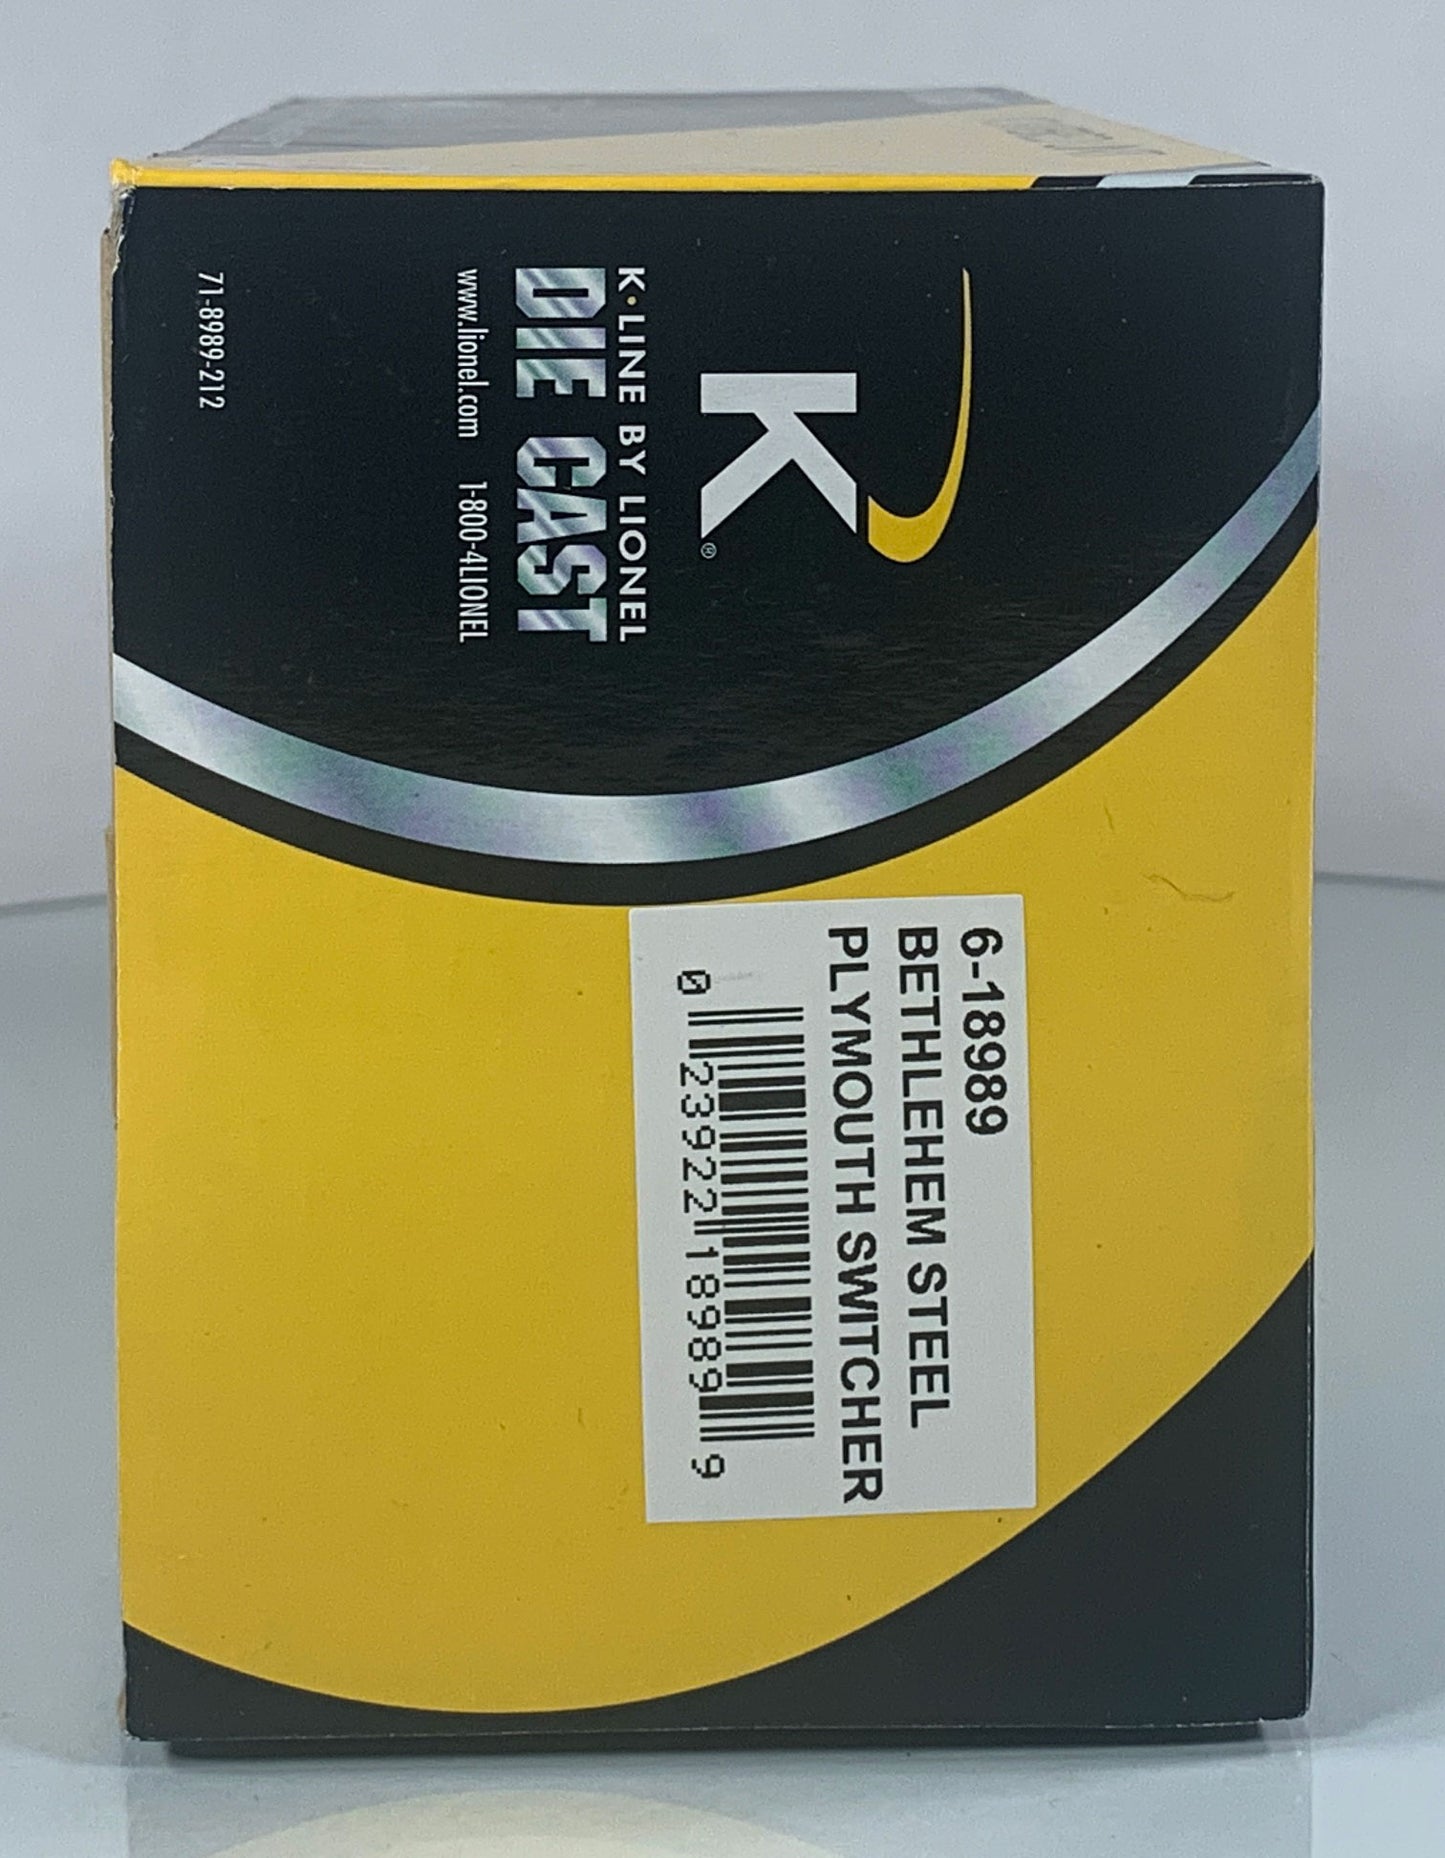 K®
K•LINE BY LIONEL
DIE CAST
www.lionel.com 1-800-4LIONEL
71-8989-212
6-18989
BETHLEHEM STEEL
PLYMOUTH SWITCHER
0 23922 18989 9